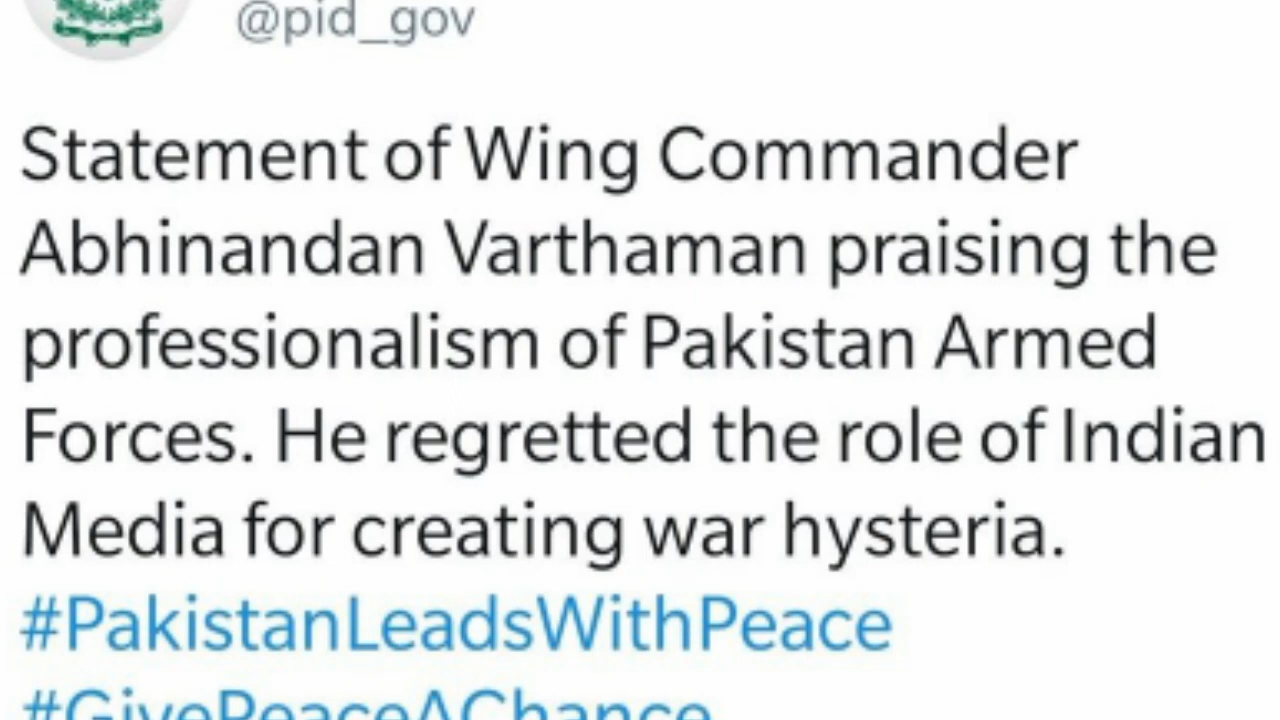 @pid_gov
Statement of Wing Commander
Abhinandan Varthaman praising the
professionalism of Pakistan Armed
Forces. He regretted the role of Indian
Media for creating war hysteria.
#PakistanLeadsWithPeace
#GivePeaceAChance